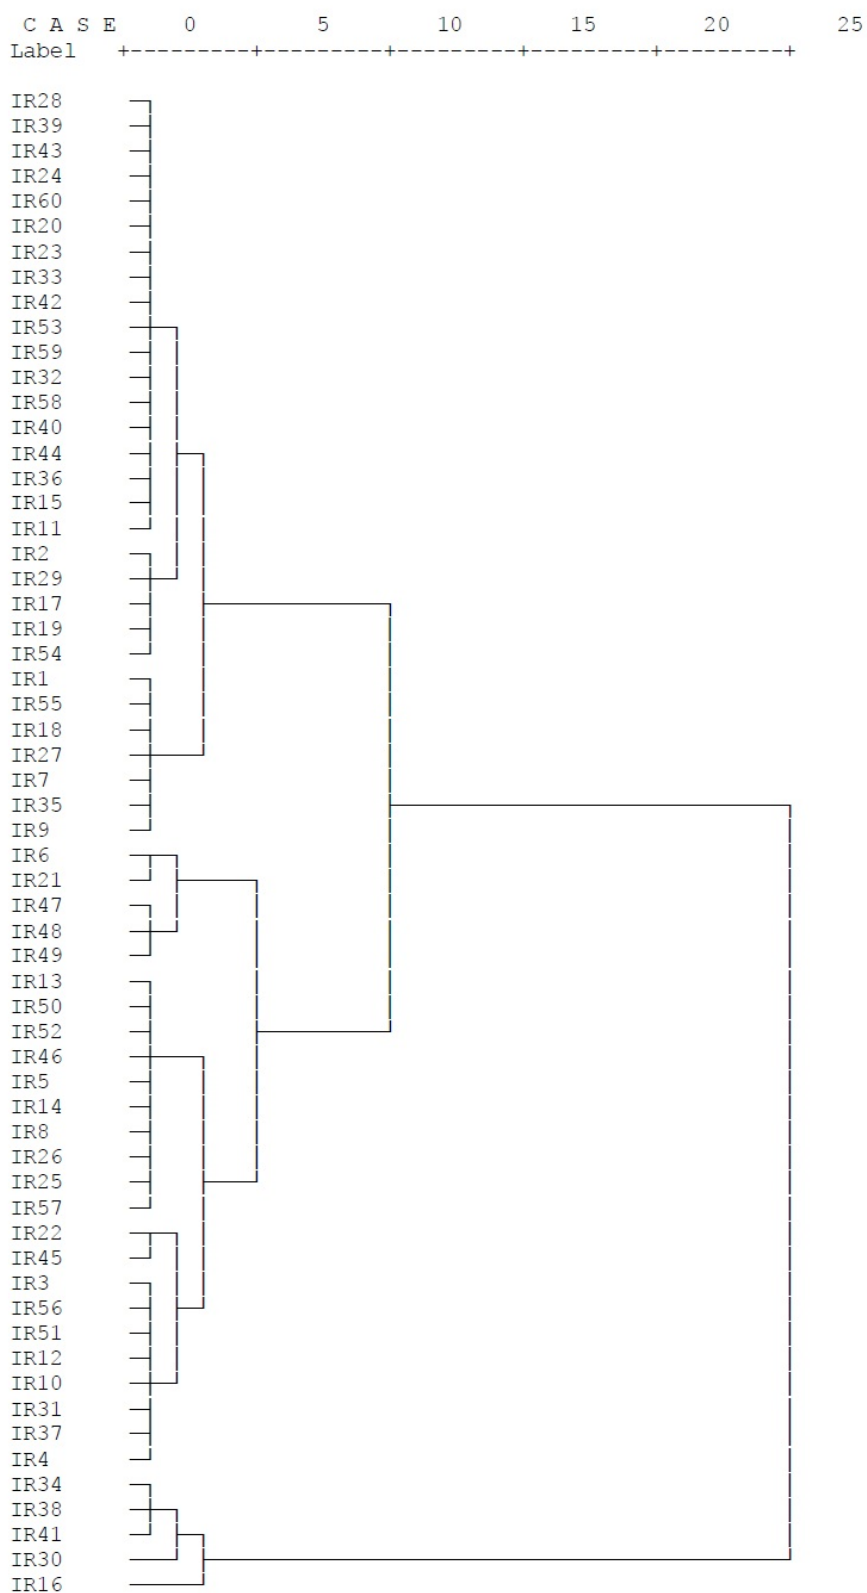 C A S E 0 5 10 15 20 25
Label +---------+---------+---------+---------+---------+
IR28
IR39
IR43
IR24
IR60
IR20
IR23
IR33
IR42
IR53
IR59
IR32
IR58
IR40
IR44
IR36
IR15
IR11
IR2
IR29
IR17
IR19
IR54
IR1
IR55
IR18
IR27
IR7
IR35
IR9
IR6
IR21
IR47
IR48
IR49
IR13
IR50
IR52
IR46
IR5
IR14
IR8
IR26
IR25
IR57
IR22
IR45
IR3
IR56
IR51
IR12
IR10
IR31
IR37
IR4
IR34
IR38
IR41
IR30
IR16